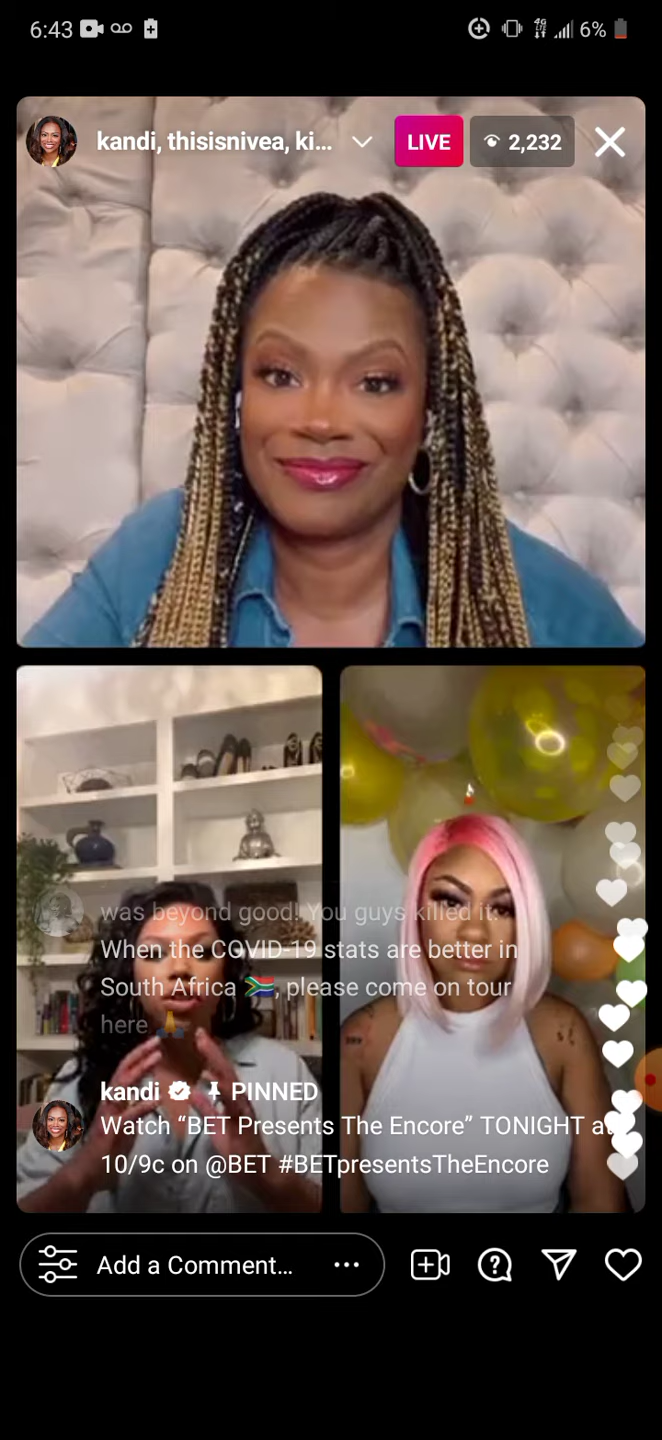 6:43
4G
LTE
6%
kandi, thisisnivea, ki...
LIVE
2,232
was beyond good! You guys killed it.
When the COVID-19 stats are better in
South Africa 🇿🇦, please come on tour
here 🙏
kandi PINNED
Watch “BET Presents The Encore” TONIGHT at
10/9c on @BET #BETpresentsTheEncore
Add a Comment...